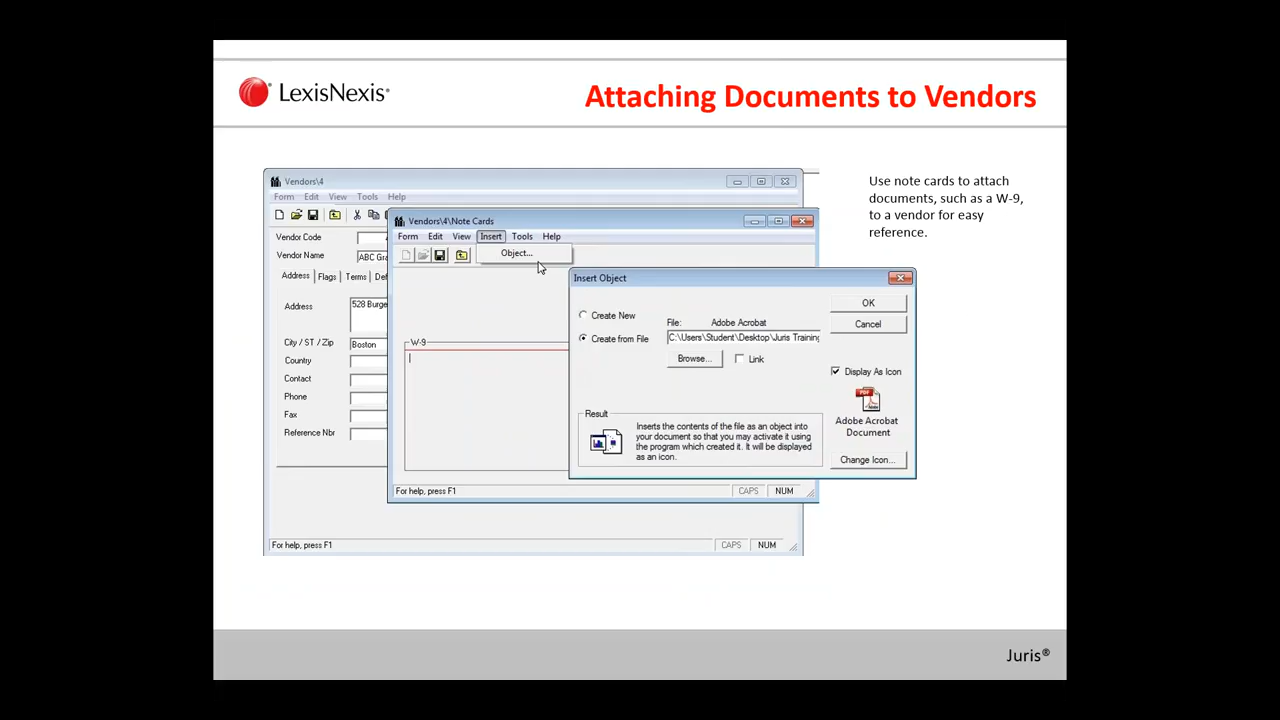 LexisNexis®
Attaching Documents to Vendors
Use note cards to attach
documents, such as a W-9,
to a vendor for easy
reference.
Vendors\4
Form Edit View Tools Help
Vendor Code
Vendor Name ABC Gra
Address Flags Terms Def
Address 528 Burge
City / ST / Zip Boston
Country
Contact
Phone
Fax
Reference Nbr
For help, press F1 CAPS NUM
Vendors\4\Note Cards
Form Edit View Insert Tools Help
Object...
W-9
For help, press F1 CAPS NUM
Insert Object
Create New
Create from File
File: Adobe Acrobat
C:\Users\Student\Desktop\Juris Training
Browse... Link
OK
Cancel
Display As Icon
Adobe Acrobat
Document
Change Icon...
Result
Inserts the contents of the file as an object into
your document so that you may activate it using
the program which created it. It will be displayed
as an icon.
Juris®